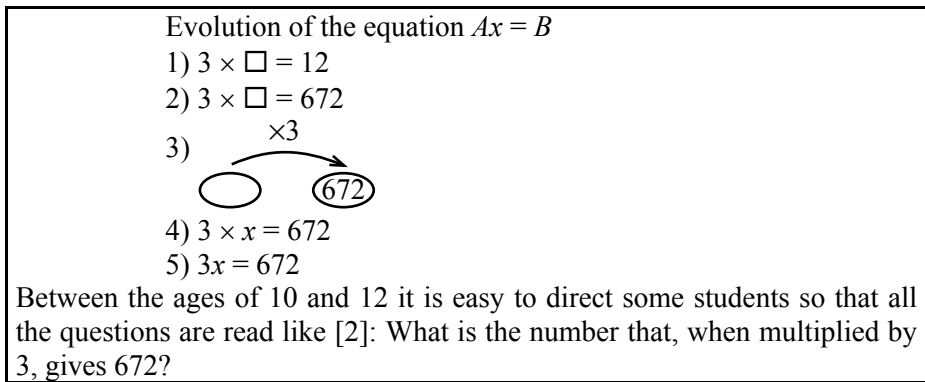 Evolution of the equation Ax = B
1) 3 × □ = 12
2) 3 × □ = 672
×3
3)
672
4) 3 × x = 672
5) 3x = 672
Between the ages of 10 and 12 it is easy to direct some students so that all
the questions are read like [2]: What is the number that, when multiplied by
3, gives 672?